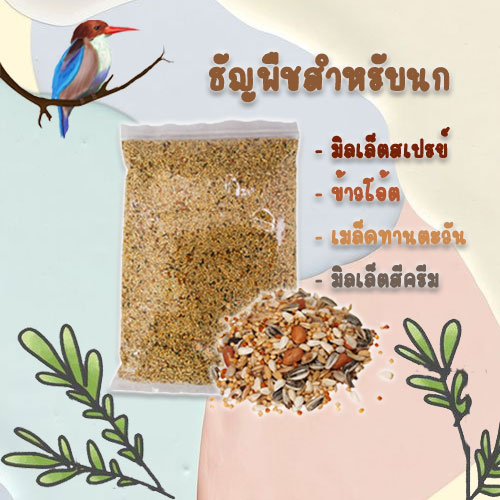 ธัญพืชสำหรับนก
- มิลเล็ตสเปรย์
- ข้าวโอ้ต
- เมล็ดทานตะวัน
- มิลเล็ตสีครีม